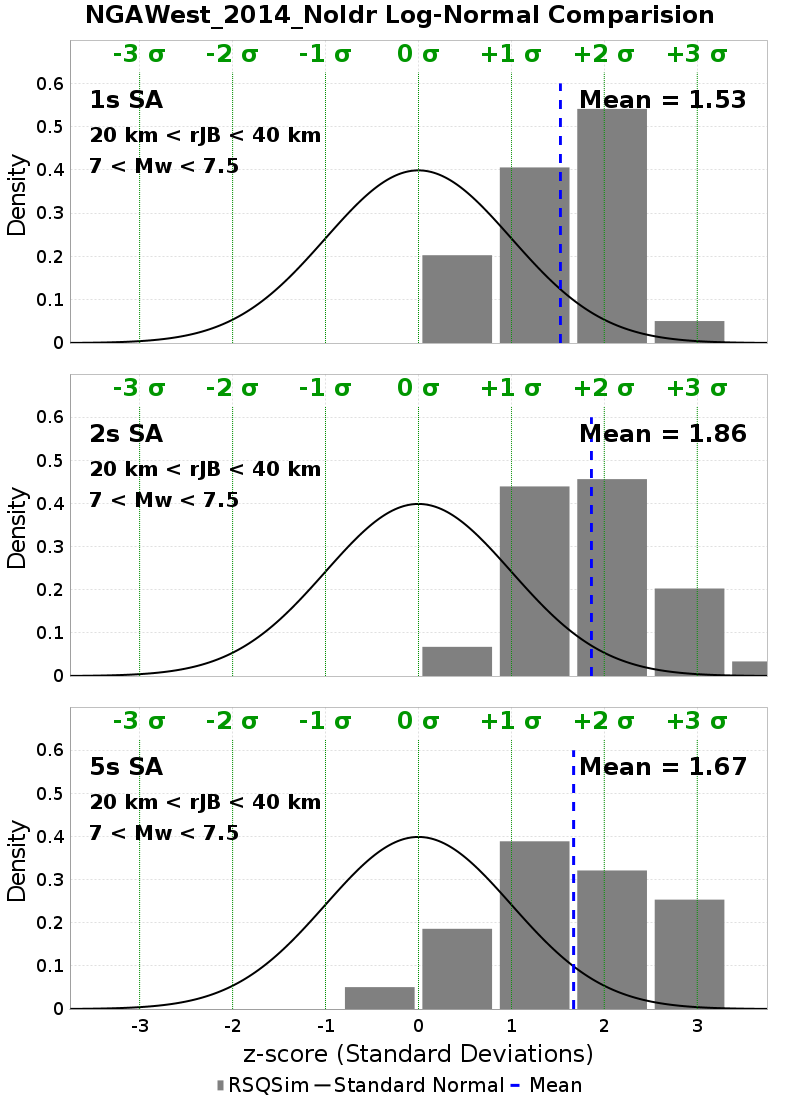 NGAWest_2014_NoIdr Log-Normal Comparision
-3 σ -2 σ -1 σ 0 σ +1 σ +2 σ +3 σ
1s SA
Mean = 1.53
20 km < rJB < 40 km
7 < Mw < 7.5
0.6
0.5
0.4
0.3
0.2
0.1
0
Density
-3 σ -2 σ -1 σ 0 σ +1 σ +2 σ +3 σ
2s SA
Mean = 1.86
20 km < rJB < 40 km
7 < Mw < 7.5
0.6
0.5
0.4
0.3
0.2
0.1
0
Density
-3 σ -2 σ -1 σ 0 σ +1 σ +2 σ +3 σ
5s SA
Mean = 1.67
20 km < rJB < 40 km
7 < Mw < 7.5
0.6
0.5
0.4
0.3
0.2
0.1
0
Density
-3 -2 -1 0 1 2 3
z-score (Standard Deviations)
RSQSim Standard Normal Mean